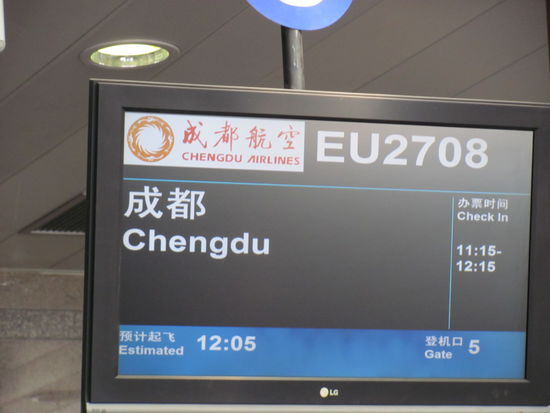 成都航空
CHENGDU AIRLINES
EU2708
成都
Chengdu
办票时间
Check In
11:15-
12:15
预计起飞
Estimated
12:05
登机口
Gate
5
LG